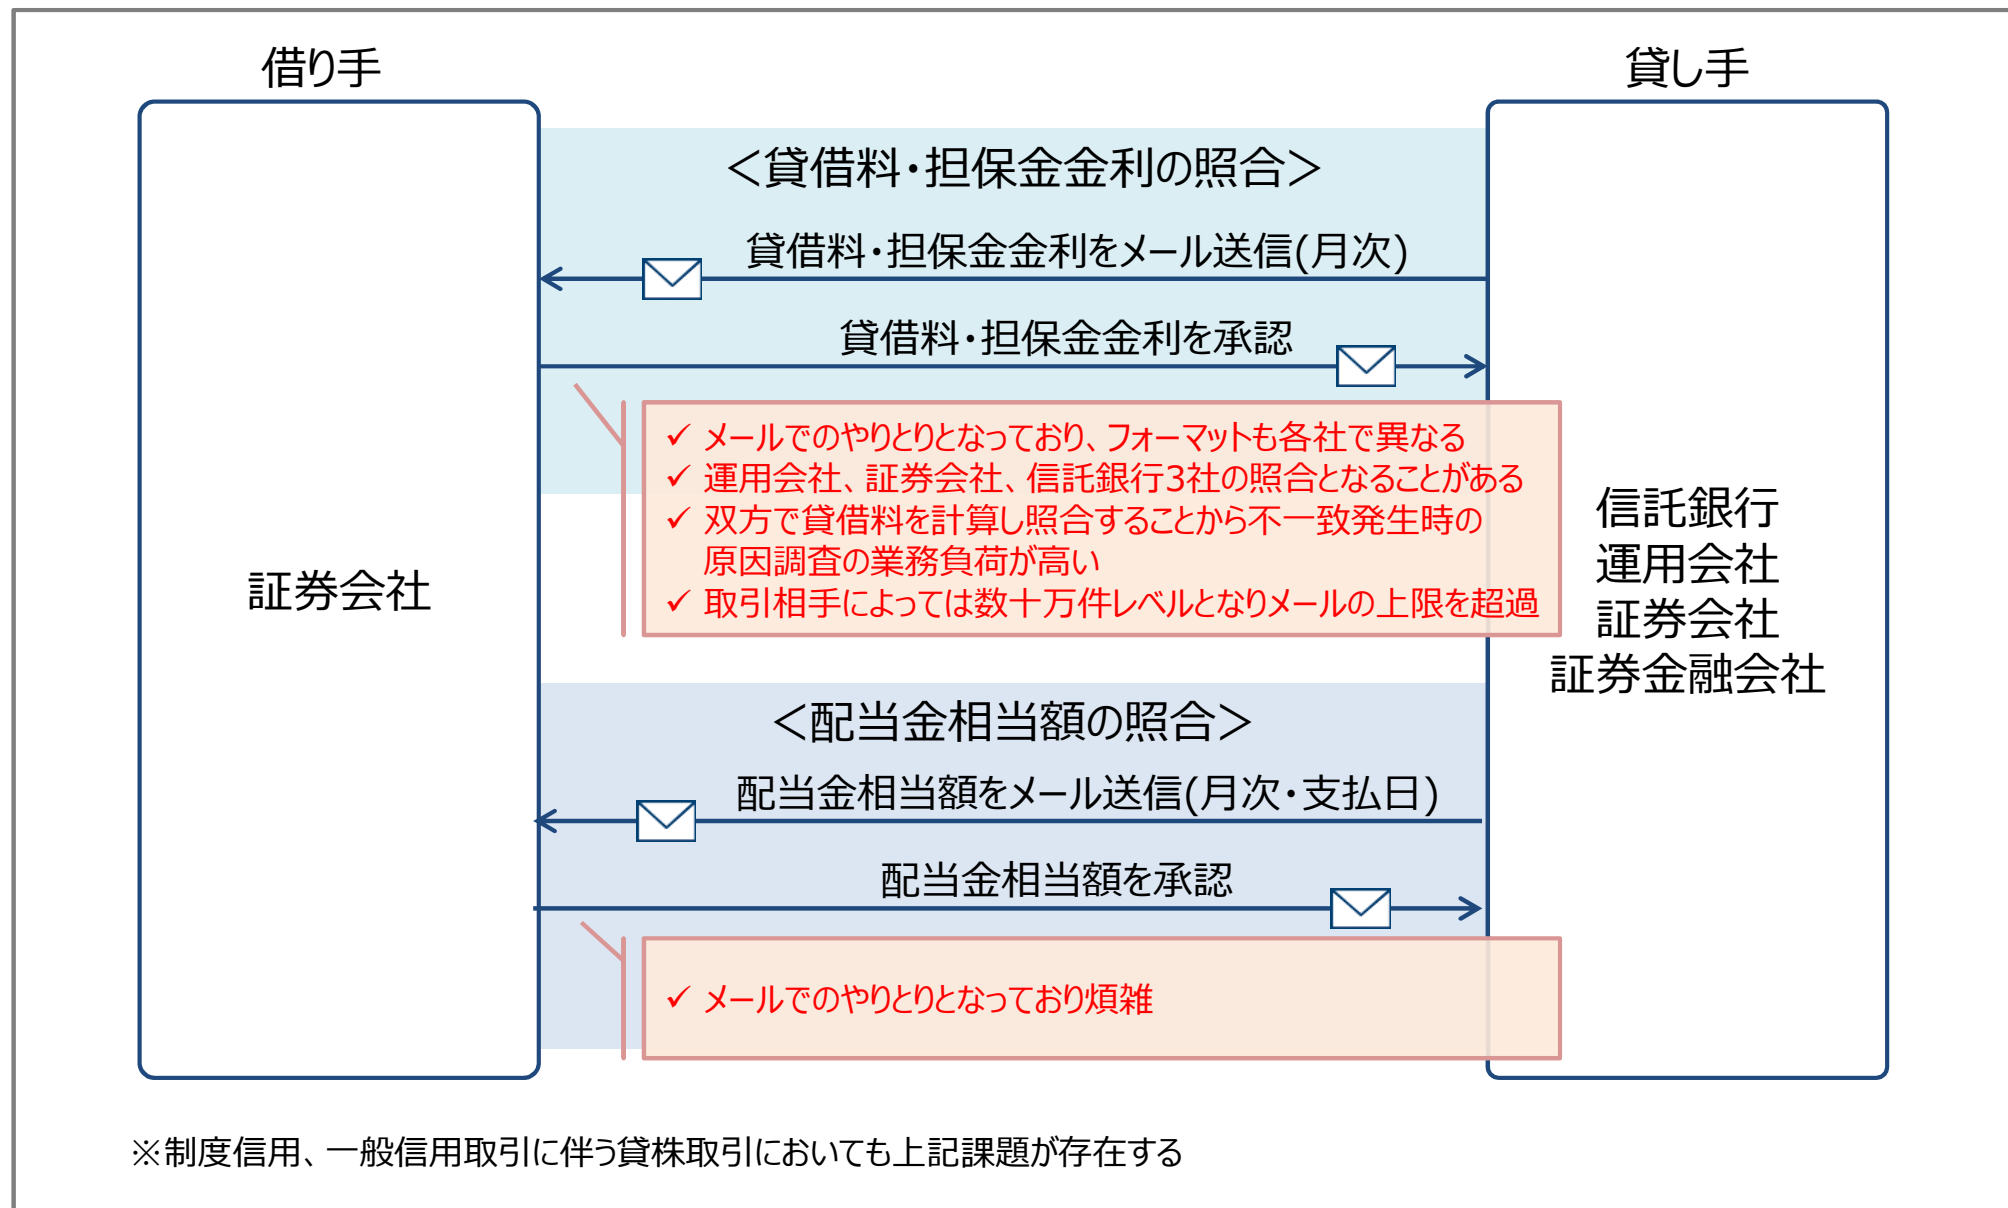 借り手
貸し手
＜貸借料・担保金金利の照合＞
貸借料・担保金金利をメール送信(月次)
貸借料・担保金金利を承認
✓ メールでのやりとりとなっており、フォーマットも各社で異なる
✓ 運用会社、証券会社、信託銀行3社の照合となることがある
✓ 双方で貸借料を計算し照合することから不一致発生時の
原因調査の業務負荷が高い
✓ 取引相手によっては数十万件レベルとなりメールの上限を超過
証券会社
信託銀行
運用会社
証券会社
証券金融会社
＜配当金相当額の照合＞
配当金相当額をメール送信(月次・支払日)
配当金相当額を承認
✓ メールでのやりとりとなっており煩雑
※制度信用、一般信用取引に伴う貸株取引においても上記課題が存在する